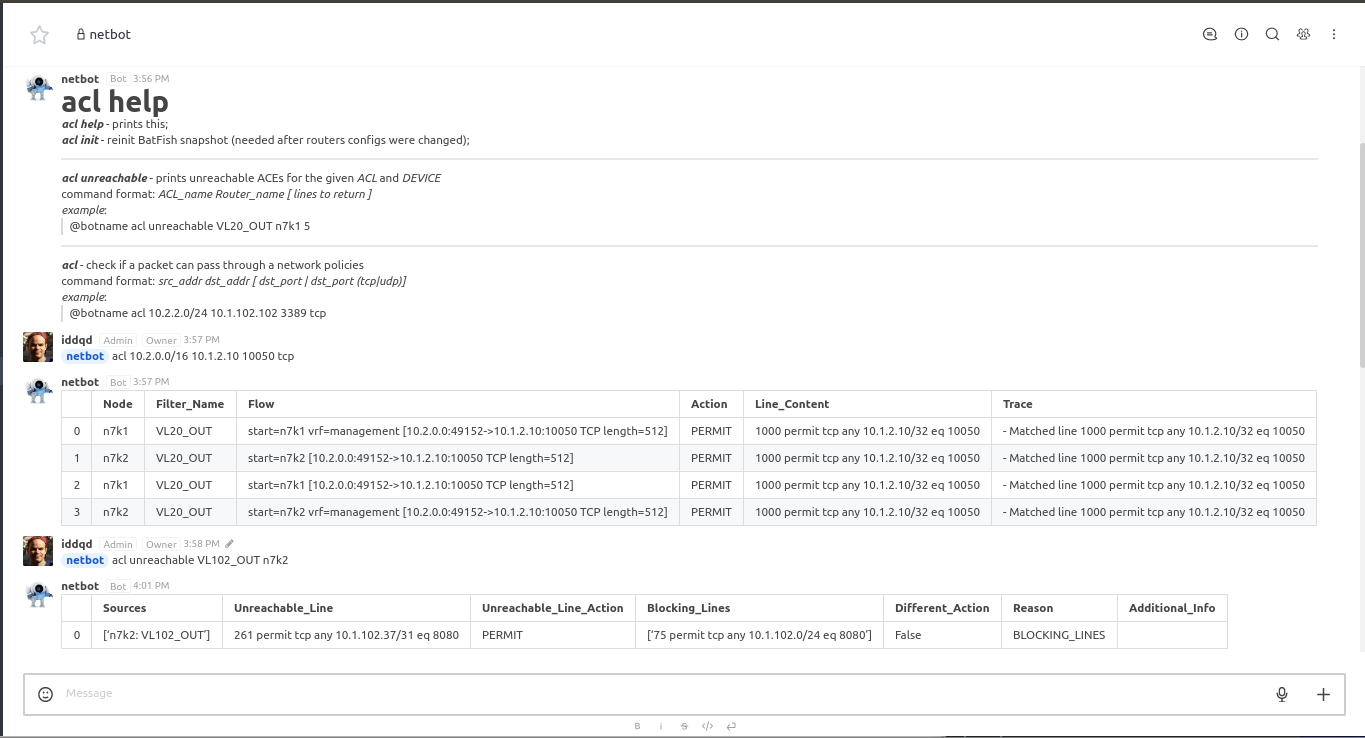 netbot
netbot Bot 3:56 PM
acl help
acl help - prints this;
acl init - reinit BatFish snapshot (needed after routers configs were changed);
acl unreachable - prints unreachable ACEs for the given ACL and DEVICE
command format: ACL_name Router_name [ lines to return ]
example:
@botname acl unreachable VL20_OUT n7k1 5
acl - check if a packet can pass through a network policies
command format: src_addr dst_addr [ dst_port | dst_port (tcp|udp)]
example:
@botname acl 10.2.2.0/24 10.1.102.102 3389 tcp
iddqd Admin Owner 3:57 PM
netbot acl 10.2.0.0/16 10.1.2.10 10050 tcp
netbot Bot 3:57 PM
Node Filter_Name Flow Action Line_Content Trace
0 n7k1 VL20_OUT start=n7k1 vrf=management [10.2.0.0:49152->10.1.2.10:10050 TCP length=512] PERMIT 1000 permit tcp any 10.1.2.10/32 eq 10050 - Matched line 1000 permit tcp any 10.1.2.10/32 eq 10050
1 n7k2 VL20_OUT start=n7k2 [10.2.0.0:49152->10.1.2.10:10050 TCP length=512] PERMIT 1000 permit tcp any 10.1.2.10/32 eq 10050 - Matched line 1000 permit tcp any 10.1.2.10/32 eq 10050
2 n7k1 VL20_OUT start=n7k1 [10.2.0.0:49152->10.1.2.10:10050 TCP length=512] PERMIT 1000 permit tcp any 10.1.2.10/32 eq 10050 - Matched line 1000 permit tcp any 10.1.2.10/32 eq 10050
3 n7k2 VL20_OUT start=n7k2 vrf=management [10.2.0.0:49152->10.1.2.10:10050 TCP length=512] PERMIT 1000 permit tcp any 10.1.2.10/32 eq 10050 - Matched line 1000 permit tcp any 10.1.2.10/32 eq 10050
iddqd Admin Owner 3:58 PM
netbot acl unreachable VL102_OUT n7k2
netbot Bot 4:01 PM
Sources Unreachable_Line Unreachable_Line_Action Blocking_Lines Different_Action Reason Additional_Info
0 [‘n7k2: VL102_OUT’] 261 permit tcp any 10.1.102.37/31 eq 8080 PERMIT [‘75 permit tcp any 10.1.102.0/24 eq 8080’] False BLOCKING_LINES
Message
B i S </>